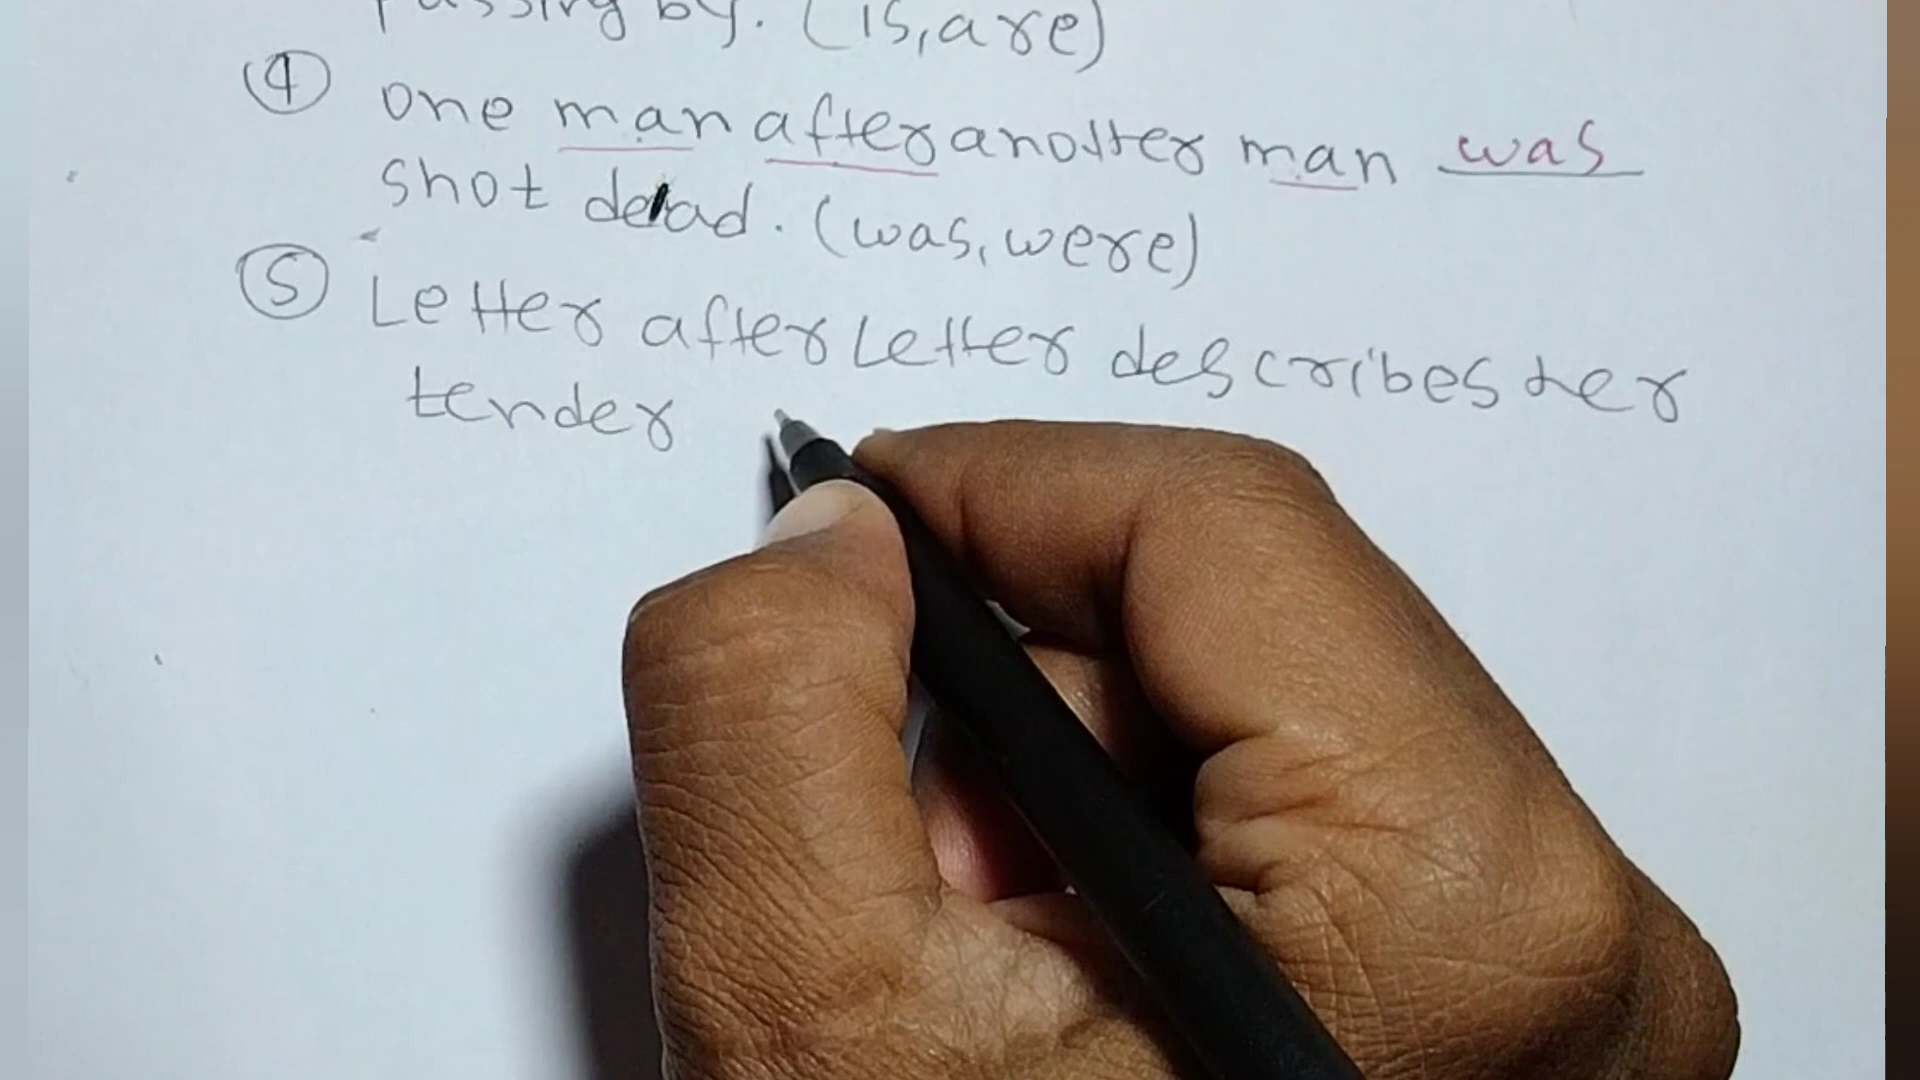 passing by. (is, are)
④ one man after another man was
shot dead. (was, were)
⑤ Letter after Letter describes her
tender